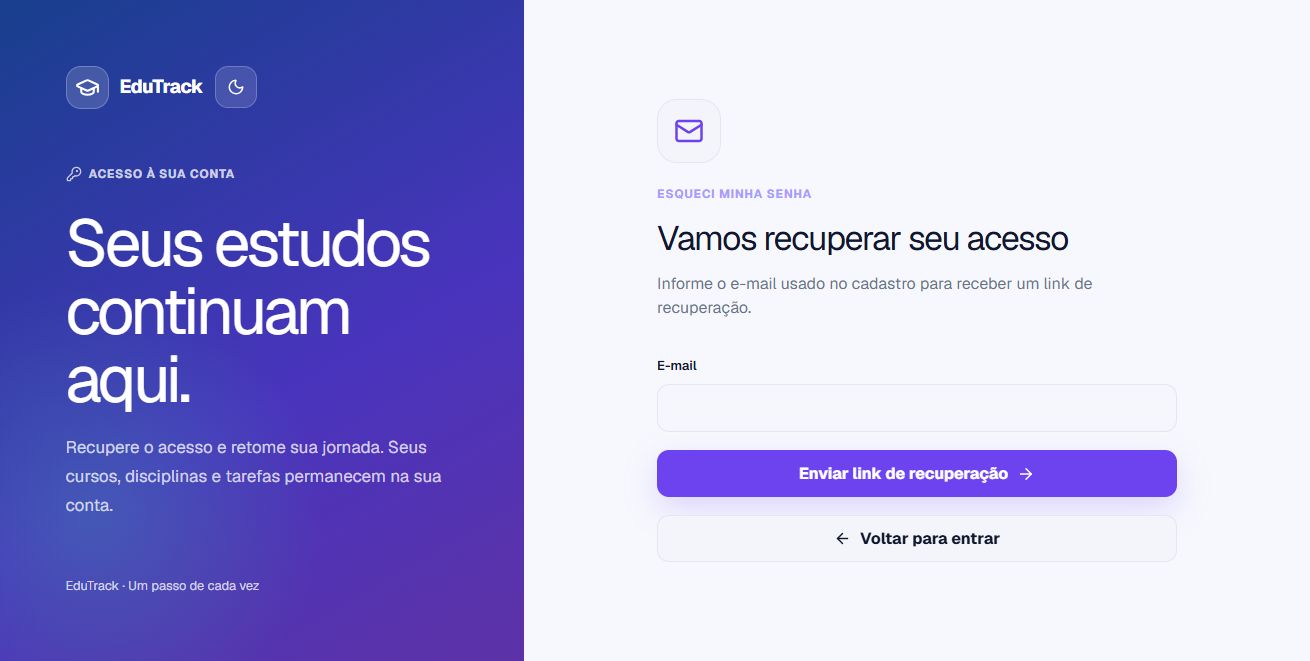 EduTrack
ACESSO À SUA CONTA
Seus estudos
continuam
aqui.
Recupere o acesso e retome sua jornada. Seus
cursos, disciplinas e tarefas permanecem na sua
conta.
EduTrack · Um passo de cada vez
ESQUECI MINHA SENHA
Vamos recuperar seu acesso
Informe o e-mail usado no cadastro para receber um link de
recuperação.
E-mail
Enviar link de recuperação →
← Voltar para entrar